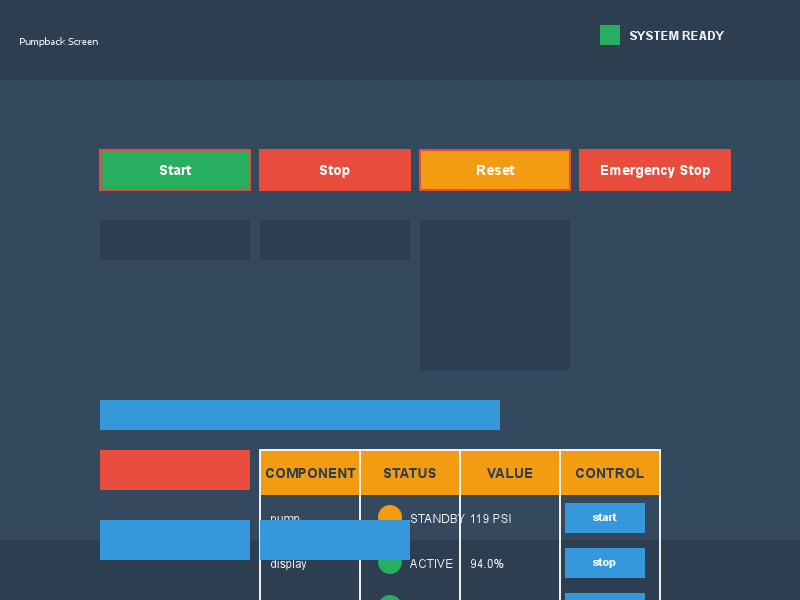 Pumpback Screen
SYSTEM READY
Start Stop Reset Emergency Stop
COMPONENT STATUS VALUE CONTROL
pump STANDBY 119 PSI start
display ACTIVE 94.0% stop